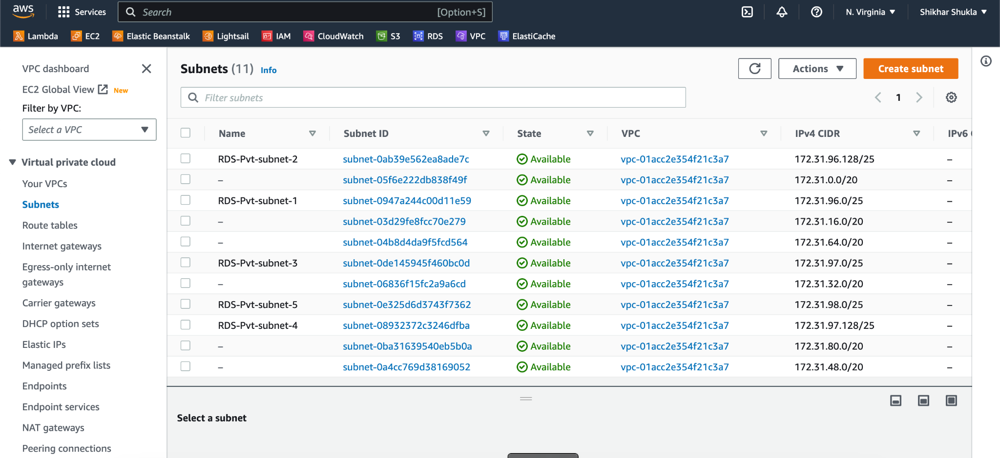 aws Services Search [Option+S] N. Virginia Shikhar Shukla
Lambda EC2 Elastic Beanstalk Lightsail IAM CloudWatch S3 RDS VPC ElastiCache
VPC dashboard
EC2 Global View New
Filter by VPC:
Select a VPC
Virtual private cloud
Your VPCs
Subnets
Route tables
Internet gateways
Egress-only internet
gateways
Carrier gateways
DHCP option sets
Elastic IPs
Managed prefix lists
Endpoints
Endpoint services
NAT gateways
Peering connections
Subnets (11) Info Actions Create subnet
Filter subnets 1
Name Subnet ID State VPC IPv4 CIDR IPv6
RDS-Pvt-subnet-2 subnet-0ab39e562ea8ade7c Available vpc-01acc2e354f21c3a7 172.31.96.128/25 –
– subnet-05f6e222db838f49f Available vpc-01acc2e354f21c3a7 172.31.0.0/20 –
RDS-Pvt-subnet-1 subnet-0947a244c00d11e59 Available vpc-01acc2e354f21c3a7 172.31.96.0/25 –
– subnet-03d29fe8fcc70e279 Available vpc-01acc2e354f21c3a7 172.31.16.0/20 –
– subnet-04b8d4da9f5fcd564 Available vpc-01acc2e354f21c3a7 172.31.64.0/20 –
RDS-Pvt-subnet-3 subnet-0de145945f460bc0d Available vpc-01acc2e354f21c3a7 172.31.97.0/25 –
– subnet-06836f15fc2a9a6cd Available vpc-01acc2e354f21c3a7 172.31.32.0/20 –
RDS-Pvt-subnet-5 subnet-0e325d6d3743f7362 Available vpc-01acc2e354f21c3a7 172.31.98.0/25 –
RDS-Pvt-subnet-4 subnet-08932372c3246dfba Available vpc-01acc2e354f21c3a7 172.31.97.128/25 –
– subnet-0ba31639540eb5b0a Available vpc-01acc2e354f21c3a7 172.31.80.0/20 –
– subnet-0a4cc769d38169052 Available vpc-01acc2e354f21c3a7 172.31.48.0/20 –
Select a subnet